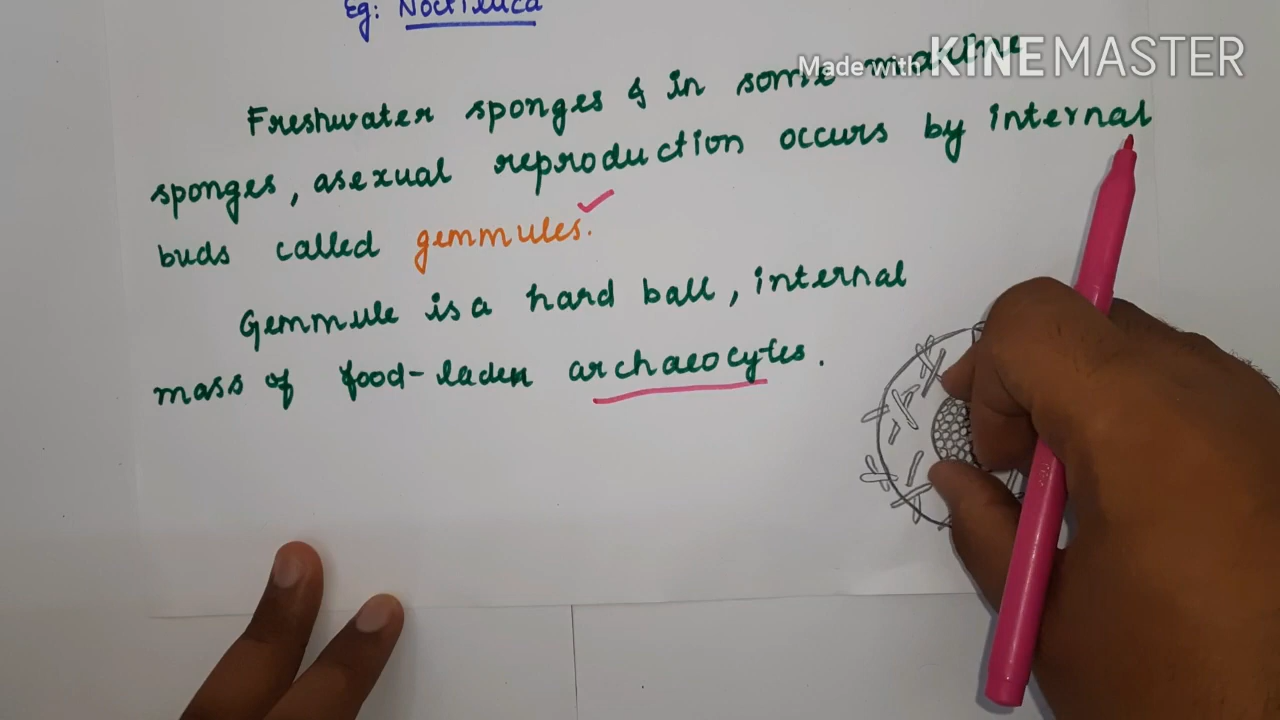 Eg: Noctiluca
Made with KINEMASTER
Freshwater sponges & in some marine
sponges, asexual reproduction occurs by internal
buds called gemmules.
Gemmule is a hard ball, internal
mass of food-laden archaeocytes.